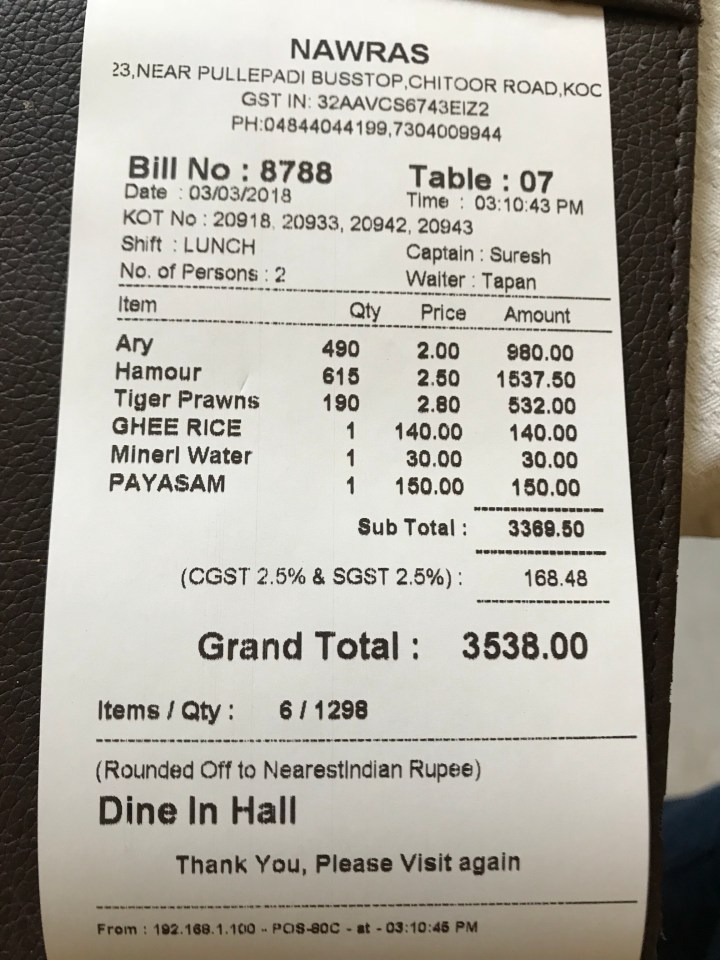 NAWRAS
23,NEAR PULLEPADI BUSSTOP,CHITOOR ROAD,KOC
GST IN: 32AAVCS6743EIZ2
PH:04844044199,7304009944
Bill No : 8788 Table : 07
Date : 03/03/2018 Time : 03:10:43 PM
KOT No : 20918, 20933, 20942, 20943
Shift : LUNCH Captain : Suresh
No. of Persons : 2 Waiter : Tapan
Item Qty Price Amount
Ary 490 2.00 980.00
Hamour 615 2.50 1537.50
Tiger Prawns 190 2.80 532.00
GHEE RICE 1 140.00 140.00
Minerl Water 1 30.00 30.00
PAYASAM 1 150.00 150.00
Sub Total : 3369.50
(CGST 2.5% & SGST 2.5%) : 168.48
Grand Total : 3538.00
Items / Qty : 6 / 1298
(Rounded Off to NearestIndian Rupee)
Dine In Hall
Thank You, Please Visit again
From : 192.168.1.100 - POS-80C - at - 03:10:45 PM